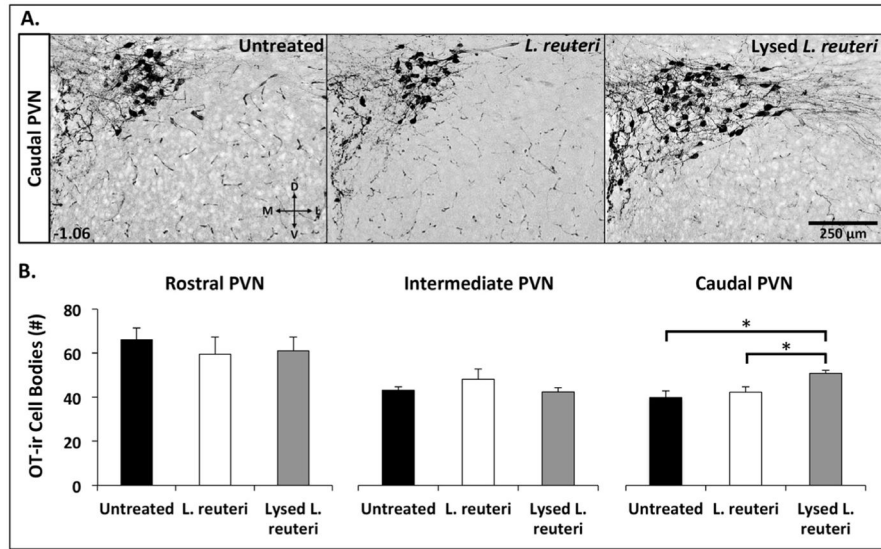 A.
Caudal PVN
Untreated
L. reuteri
Lysed L. reuteri
D
M L
V
-1.06
250 µm
B.
Rostral PVN
Intermediate PVN
Caudal PVN
OT-ir Cell Bodies (#)
80
60
40
20
0
*
*
Untreated L. reuteri Lysed L.
reuteri
Untreated L. reuteri Lysed L.
reuteri
Untreated L. reuteri Lysed L.
reuteri